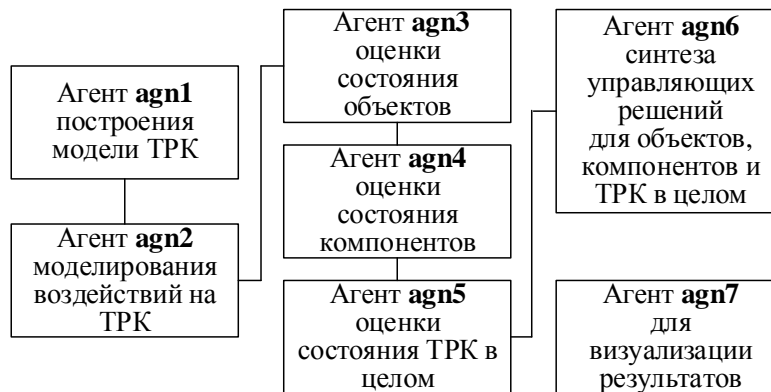 Агент agn1
построения
модели ТРК
Агент agn2
моделирования
воздействий на
ТРК
Агент agn3
оценки
состояния
объектов
Агент agn4
оценки
состояния
компонентов
Агент agn5
оценки
состояния ТРК в
целом
Агент agn6
синтеза
управляющих
решений
для объектов,
компонентов и
ТРК в целом
Агент agn7
для
визуализации
результатов